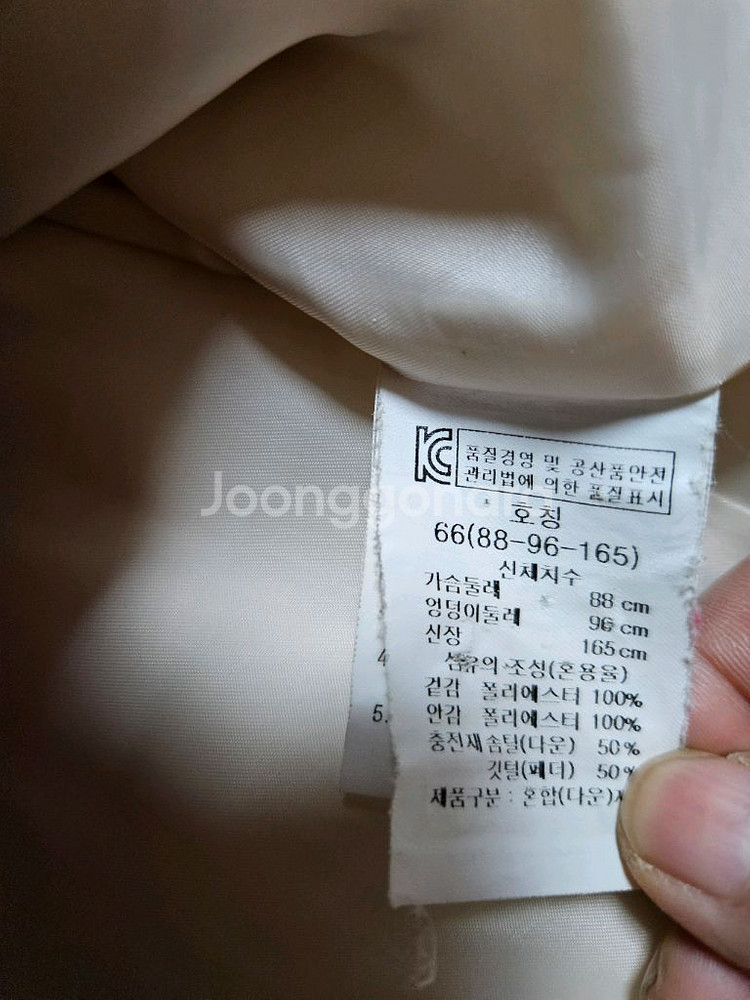 KC 품질경영 및 공산품안전
관리법에 의한 품질표시
Joonggonara
호칭
66(88-96-165)
신체치수
가슴둘레 88 cm
엉덩이둘레 96 cm
신장 165 cm
섬유의 조성(혼용율)
겉감 폴리에스터 100%
안감 폴리에스터 100%
충전재 솜털(다운) 50%
깃털(페더) 50%
제품구분 : 혼합(다운)
4
5.